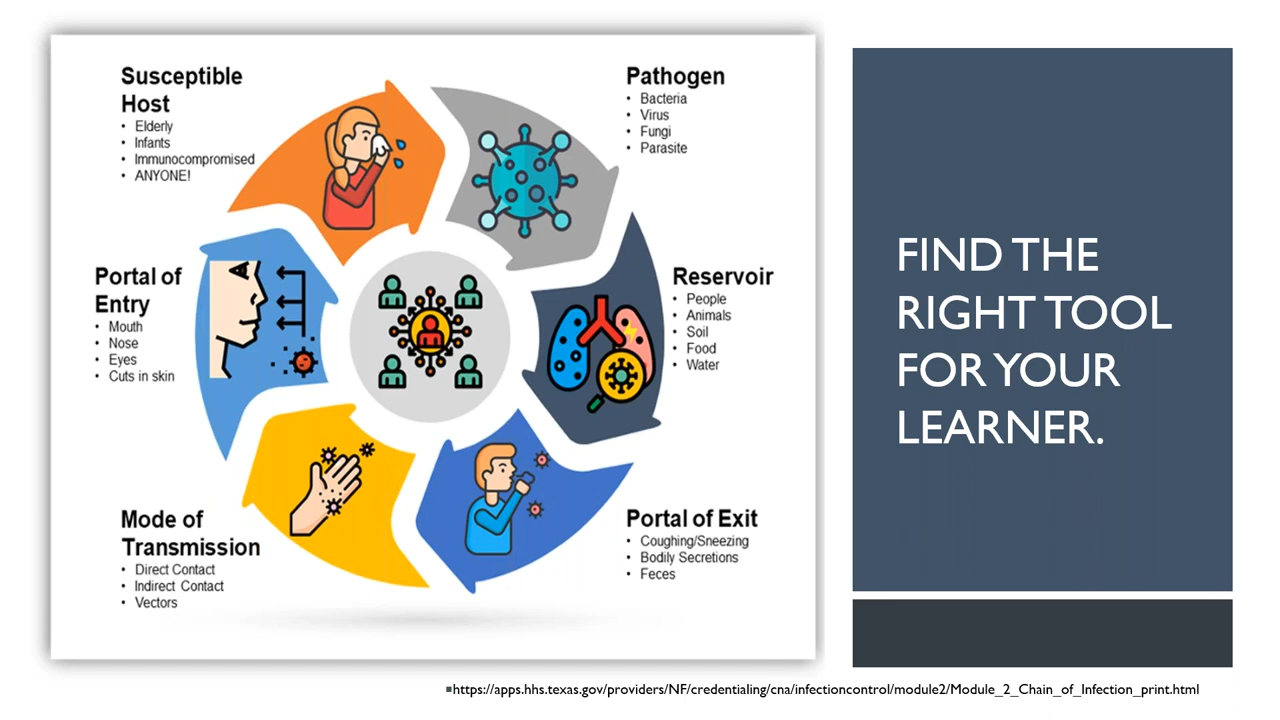 Susceptible
Host
• Elderly
• Infants
• Immunocompromised
• ANYONE!
Pathogen
• Bacteria
• Virus
• Fungi
• Parasite
Reservoir
• People
• Animals
• Soil
• Food
• Water
Portal of Exit
• Coughing/Sneezing
• Bodily Secretions
• Feces
Mode of
Transmission
• Direct Contact
• Indirect Contact
• Vectors
Portal of
Entry
• Mouth
• Nose
• Eyes
• Cuts in skin
FIND THE
RIGHT TOOL
FOR YOUR
LEARNER.
▪https://apps.hhs.texas.gov/providers/NF/credentialing/cna/infectioncontrol/module2/Module_2_Chain_of_Infection_print.html